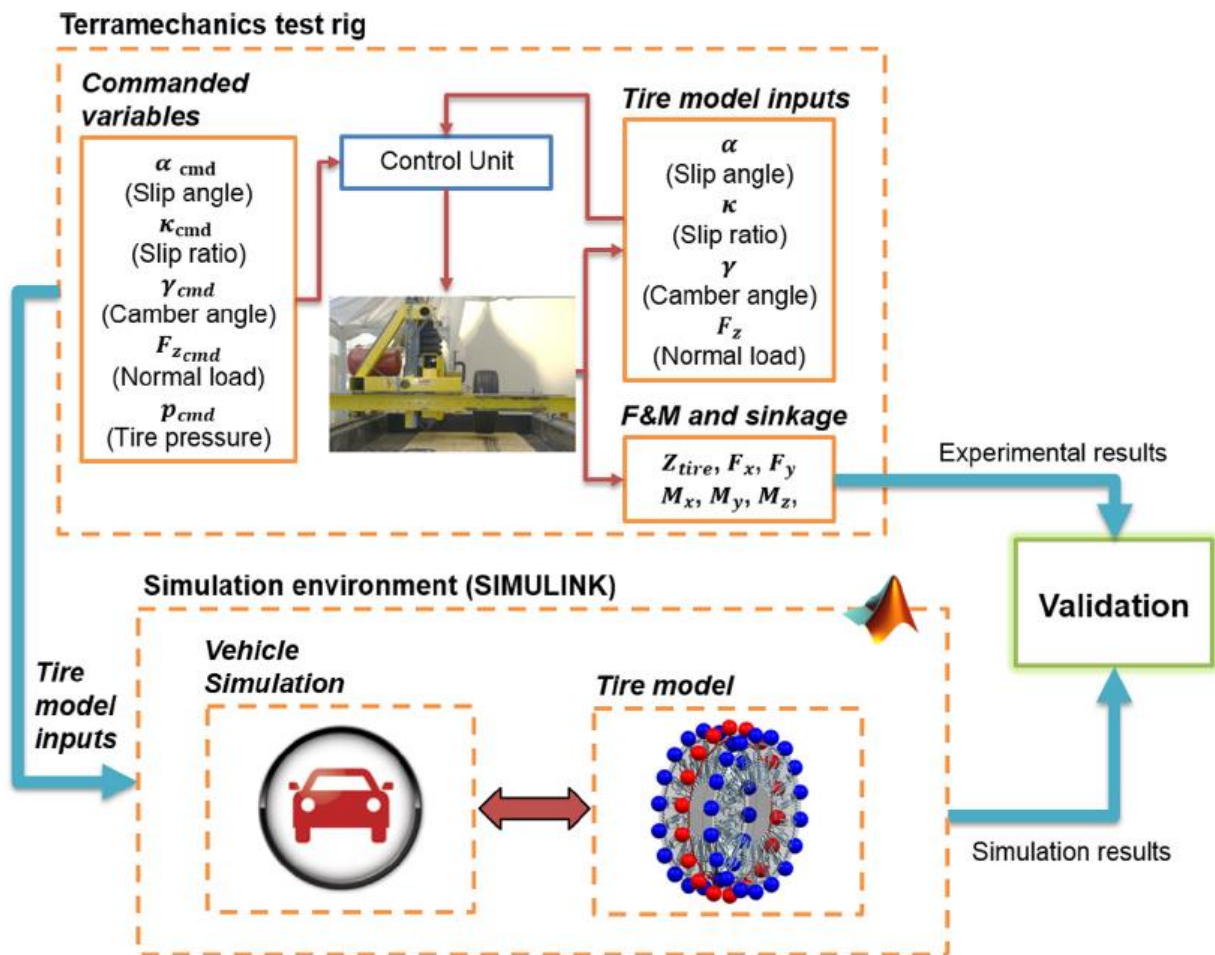 Terramechanics test rig
Commanded
variables
α cmd
(Slip angle)
κcmd
(Slip ratio)
γcmd
(Camber angle)
Fzcmd
(Normal load)
pcmd
(Tire pressure)
Control Unit
Tire model inputs
α
(Slip angle)
κ
(Slip ratio)
γ
(Camber angle)
Fz
(Normal load)
F&M and sinkage
Ztire, Fx, Fy
Mx, My, Mz,
Experimental results
Validation
Simulation environment (SIMULINK)
Tire
model
inputs
Vehicle
Simulation
Tire model
Simulation results